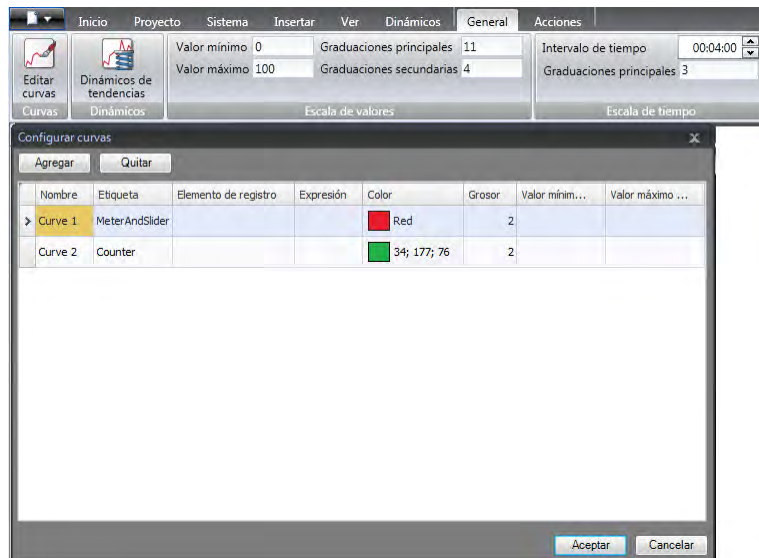 Inicio Proyecto Sistema Insertar Ver Dinámicos General Acciones
Editar curvas
Curvas
Dinámicos de tendencias
Dinámicos
Valor mínimo 0 Graduaciones principales 11
Valor máximo 100 Graduaciones secundarias 4
Escala de valores
Intervalo de tiempo 00:04:00
Graduaciones principales 3
Escala de tiempo
Configurar curvas x
Agregar Quitar
Nombre Etiqueta Elemento de registro Expresión Color Grosor Valor mínim... Valor máximo ...
Curve 1 MeterAndSlider Red 2
Curve 2 Counter 34; 177; 76 2
Aceptar Cancelar